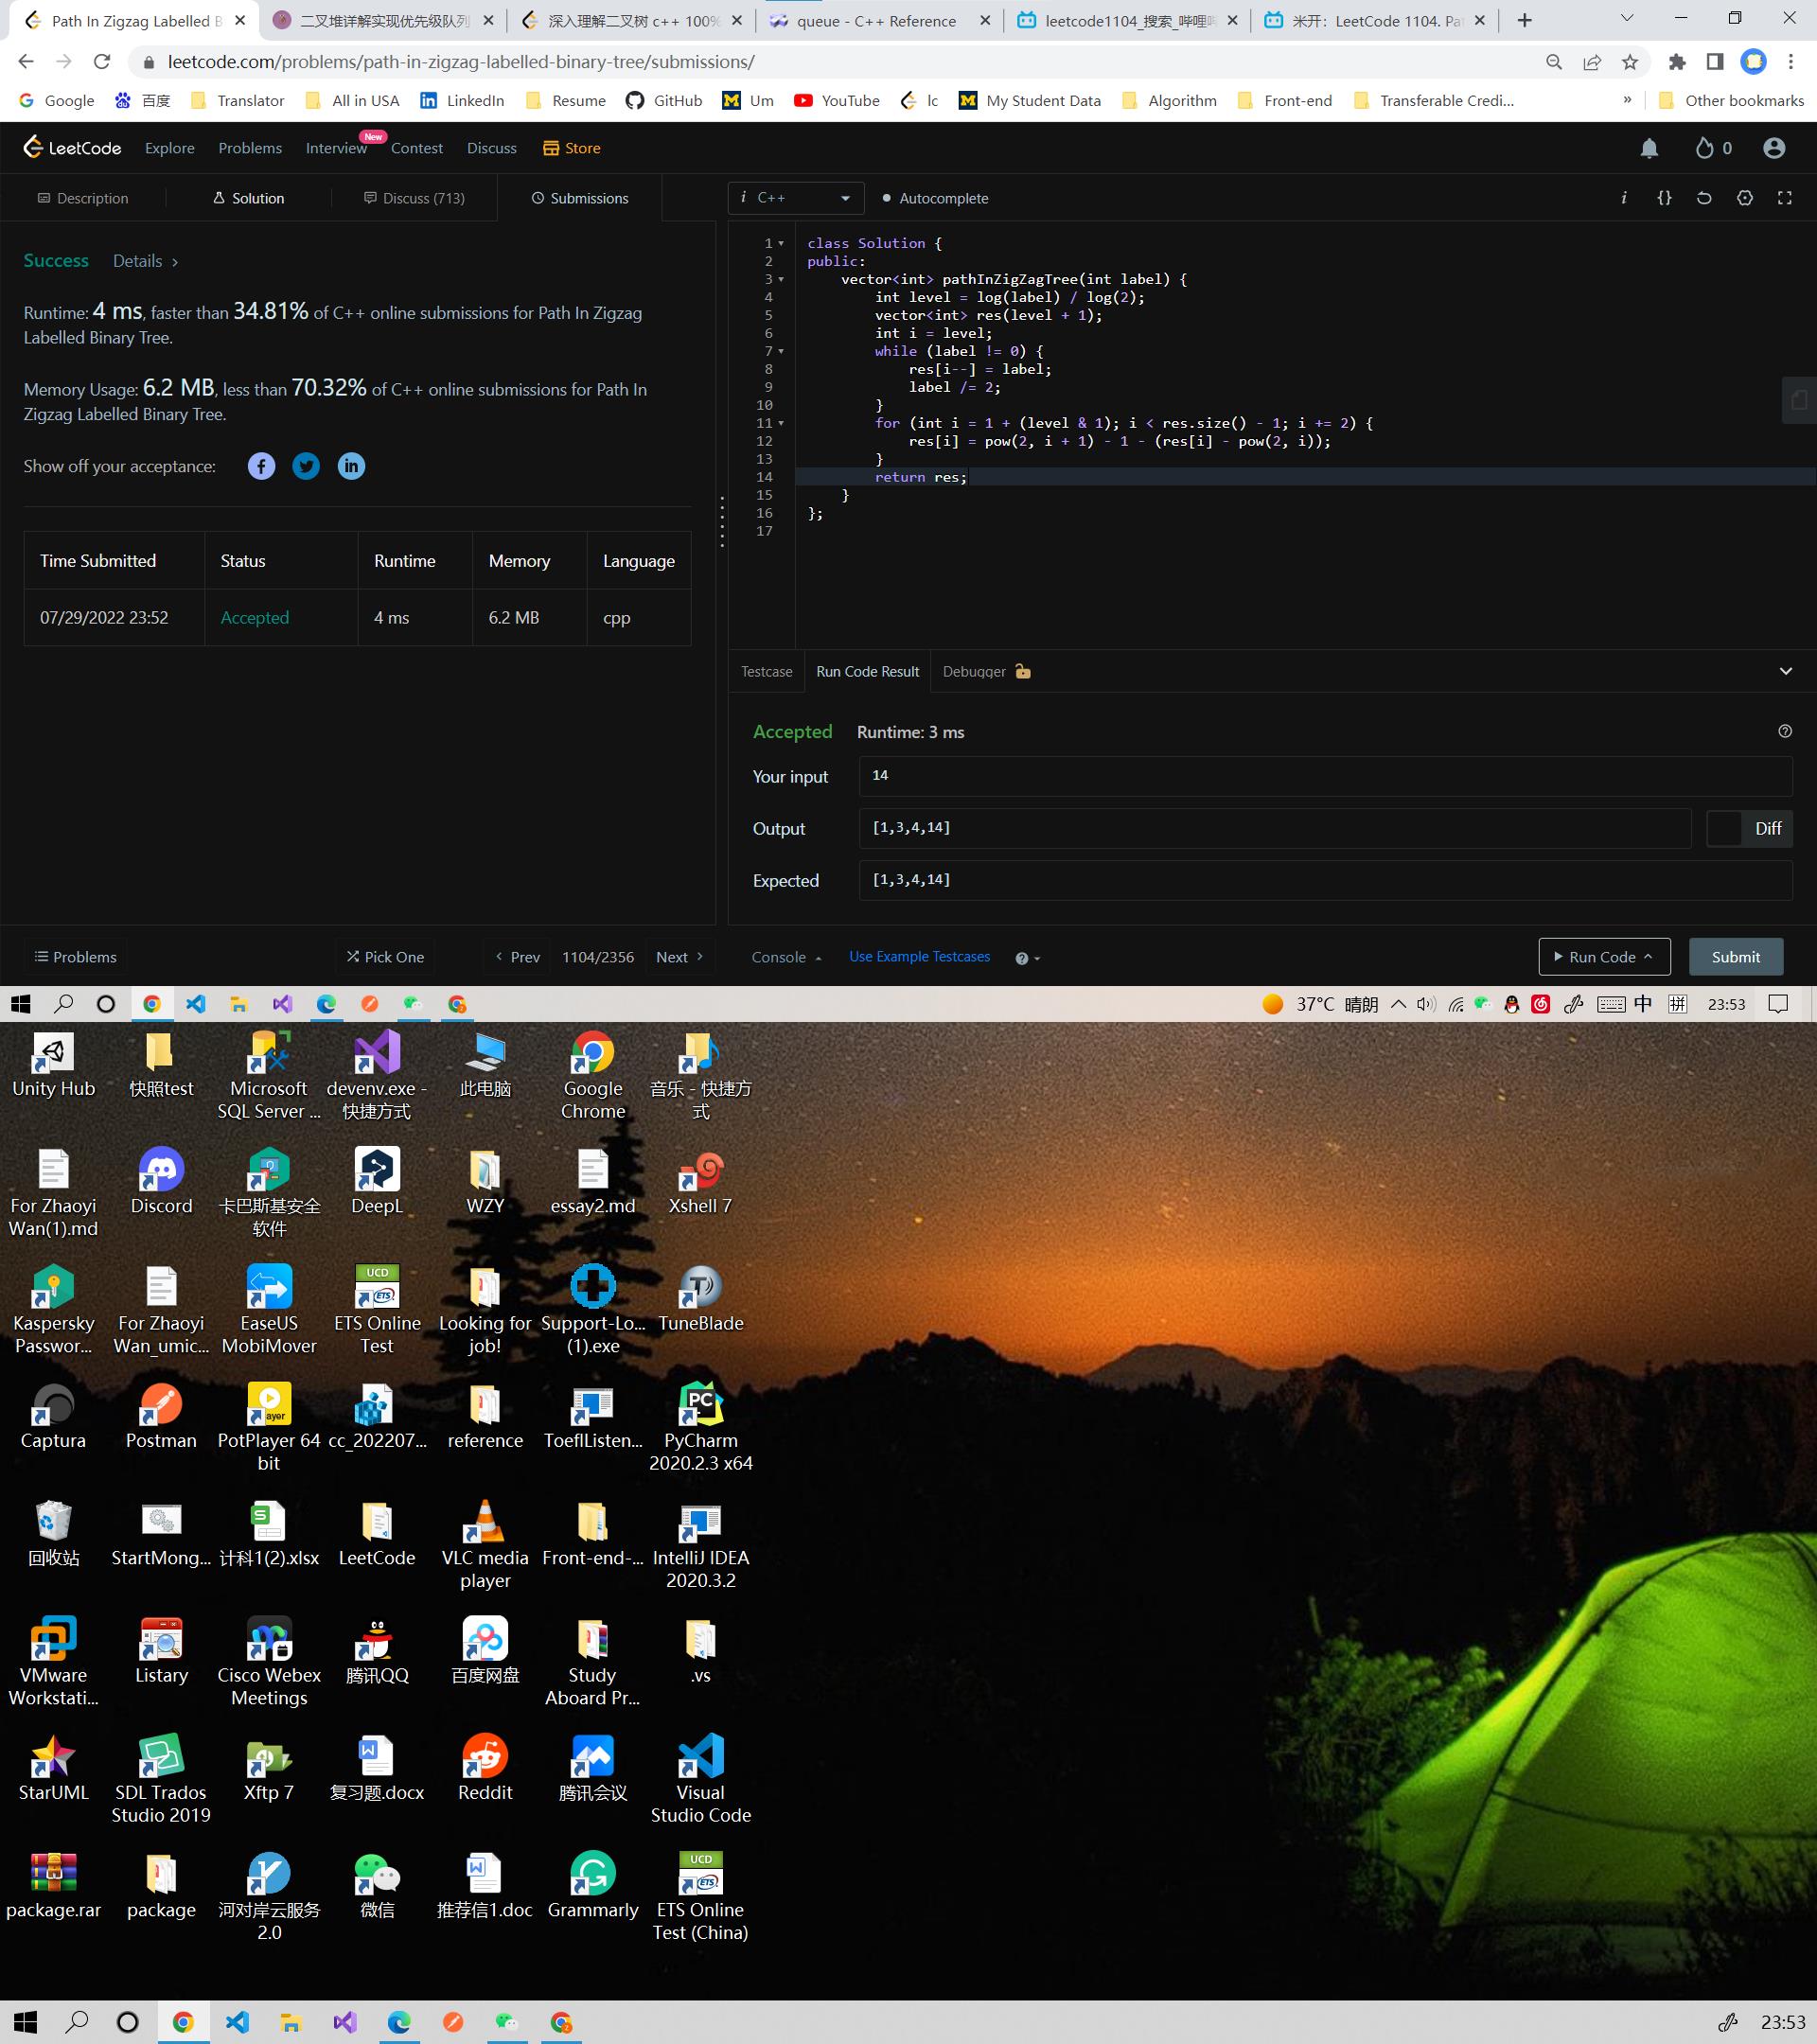 Path In Zigzag Labelled B
二叉堆详解实现优先级队列
深入理解二叉树 c++ 100%
queue - C++ Reference
leetcode1104_搜索_哔哩
米开：LeetCode 1104. Pa
leetcode.com/problems/path-in-zigzag-labelled-binary-tree/submissions/
Google 百度 Translator All in USA LinkedIn Resume GitHub Um YouTube lc My Student Data Algorithm Front-end Transferable Credi... » Other bookmarks
LeetCode Explore Problems Interview New Contest Discuss Store 0
Description Solution Discuss (713) Submissions
i C++ Autocomplete i {}
Success Details >
Runtime: 4 ms, faster than 34.81% of C++ online submissions for Path In Zigzag
Labelled Binary Tree.
Memory Usage: 6.2 MB, less than 70.32% of C++ online submissions for Path In
Zigzag Labelled Binary Tree.
Show off your acceptance:
Time Submitted Status Runtime Memory Language
07/29/2022 23:52 Accepted 4 ms 6.2 MB cpp
1 class Solution {
2 public:
3 vector<int> pathInZigZagTree(int label) {
4 int level = log(label) / log(2);
5 vector<int> res(level + 1);
6 int i = level;
7 while (label != 0) {
8 res[i--] = label;
9 label /= 2;
10 }
11 for (int i = 1 + (level & 1); i < res.size() - 1; i += 2) {
12 res[i] = pow(2, i + 1) - 1 - (res[i] - pow(2, i));
13 }
14 return res;
15 }
16 };
17
Testcase Run Code Result Debugger
Accepted Runtime: 3 ms
Your input 14
Output [1,3,4,14] Diff
Expected [1,3,4,14]
Problems Pick One Prev 1104/2356 Next Console Use Example Testcases Run Code Submit
37°C 晴朗 中 拼 23:53
Unity Hub
快照test
Microsoft
SQL Server ...
devenv.exe -
快捷方式
此电脑
Google
Chrome
音乐 - 快捷方
式
For Zhaoyi
Wan(1).md
Discord
卡巴斯基安全
软件
DeepL
WZY
essay2.md
Xshell 7
Kaspersky
Passwor...
For Zhaoyi
Wan_umic...
EaseUS
MobiMover
UCD
ETS
ETS Online
Test
Looking for
job!
Support-Lo...
(1).exe
TuneBlade
Captura
Postman
PotPlayer 64
bit
cc_202207...
reference
ToeflListen...
PC
PyCharm
2020.2.3 x64
回收站
StartMong...
计科1(2).xlsx
LeetCode
VLC media
player
Front-end-...
IntelliJ IDEA
2020.3.2
VMware
Workstati...
Listary
Cisco Webex
Meetings
腾讯QQ
百度网盘
Study
Aboard Pr...
.vs
StarUML
SDL Trados
Studio 2019
Xftp 7
复习题.docx
Reddit
腾讯会议
Visual
Studio Code
package.rar
package
河对岸云服务
2.0
微信
推荐信1.doc
Grammarly
UCD
ETS
ETS Online
Test (China)
23:53